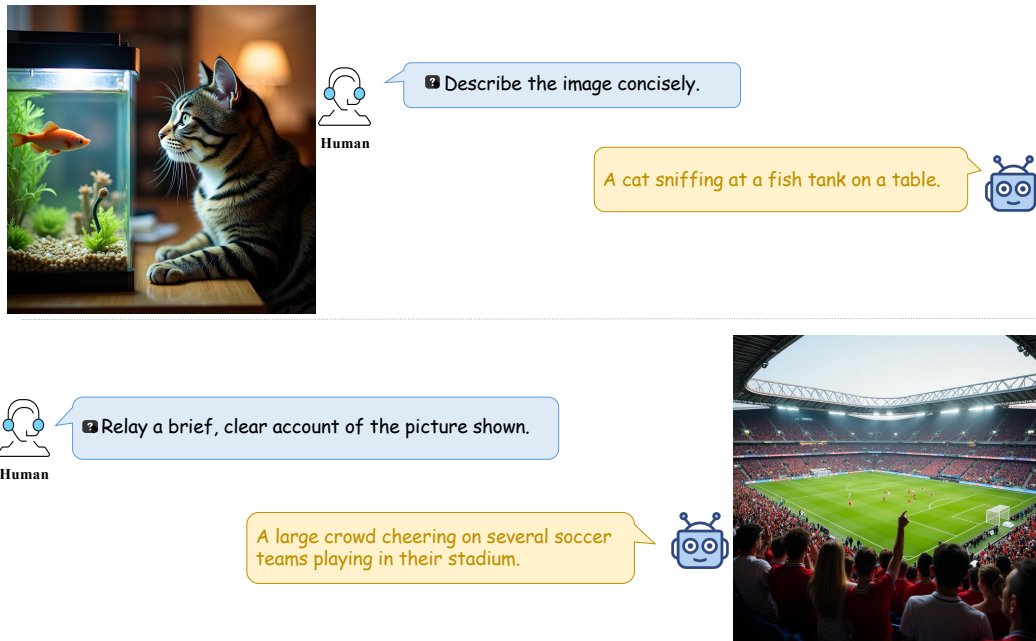 Describe the image concisely.
Human
A cat sniffing at a fish tank on a table.
Relay a brief, clear account of the picture shown.
Human
A large crowd cheering on several soccer
teams playing in their stadium.